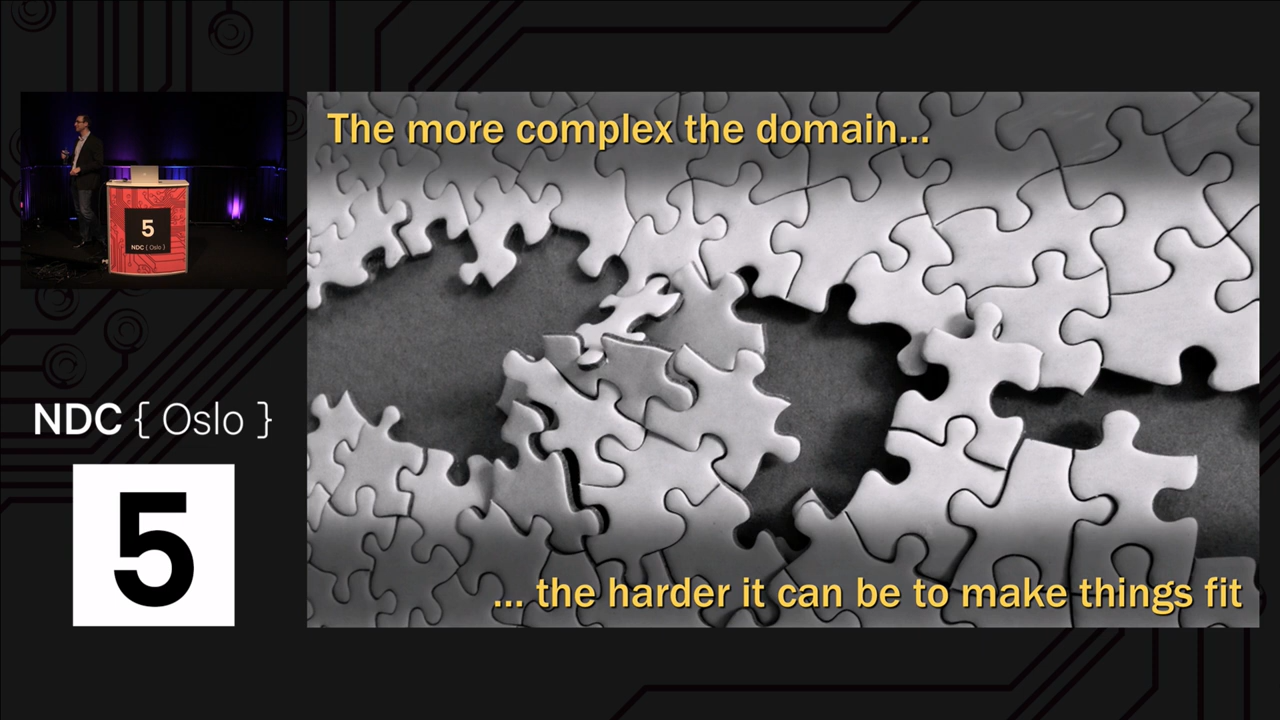 The more complex the domain...
... the harder it can be to make things fit
5
NDC { Oslo }
NDC { Oslo }
5